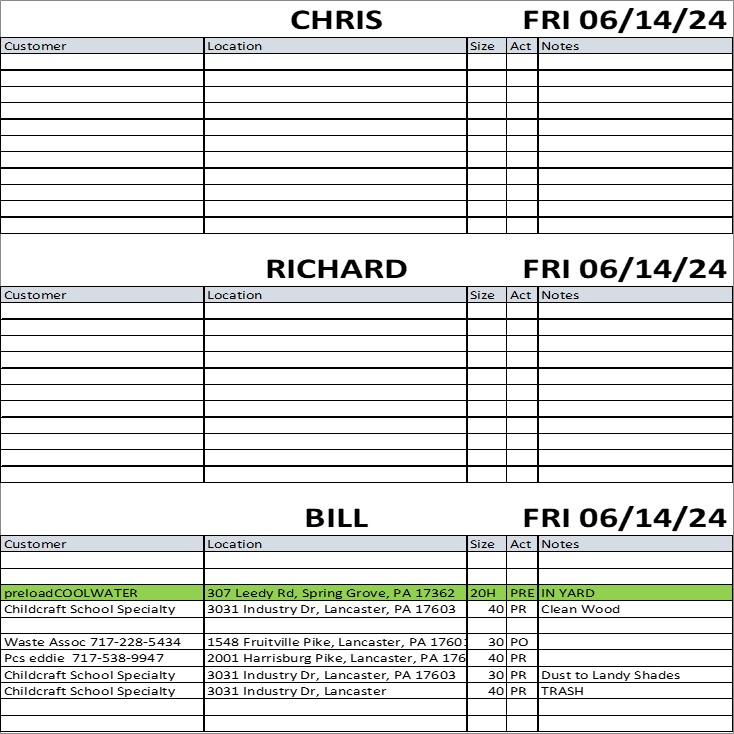 CHRIS FRI 06/14/24
Customer Location Size Act Notes
RICHARD FRI 06/14/24
Customer Location Size Act Notes
BILL FRI 06/14/24
Customer Location Size Act Notes
preloadCOOLWATER 307 Leedy Rd, Spring Grove, PA 17362 20H PRE IN YARD
Childcraft School Specialty 3031 Industry Dr, Lancaster, PA 17603 40 PR Clean Wood
Waste Assoc 717-228-5434 1548 Fruitville Pike, Lancaster, PA 17601 30 PO
Pcs eddie 717-538-9947 2001 Harrisburg Pike, Lancaster, PA 176 40 PR
Childcraft School Specialty 3031 Industry Dr, Lancaster, PA 17603 30 PR Dust to Landy Shades
Childcraft School Specialty 3031 Industry Dr, Lancaster 40 PR TRASH